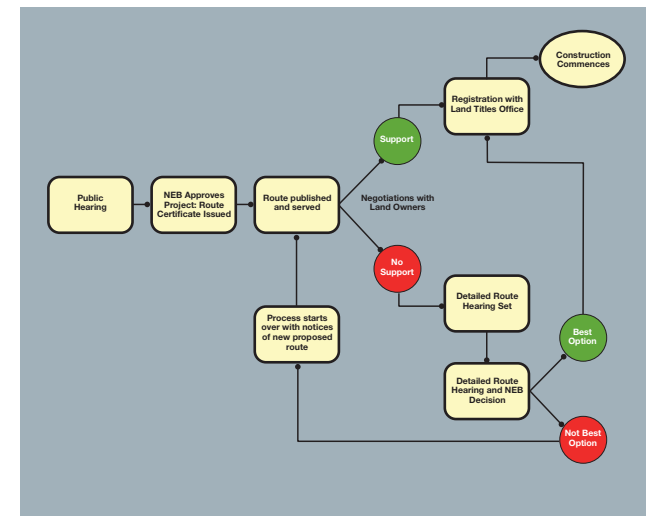 Construction
Commences
Registration with
Land Titles Office
Support
Public
Hearing
NEB Approves
Project: Route
Certificate Issued
Route published
and served
Negotiations with
Land Owners
No
Support
Detailed Route
Hearing Set
Process starts
over with notices
of new proposed
route
Best
Option
Detailed Route
Hearing and NEB
Decision
Not Best
Option